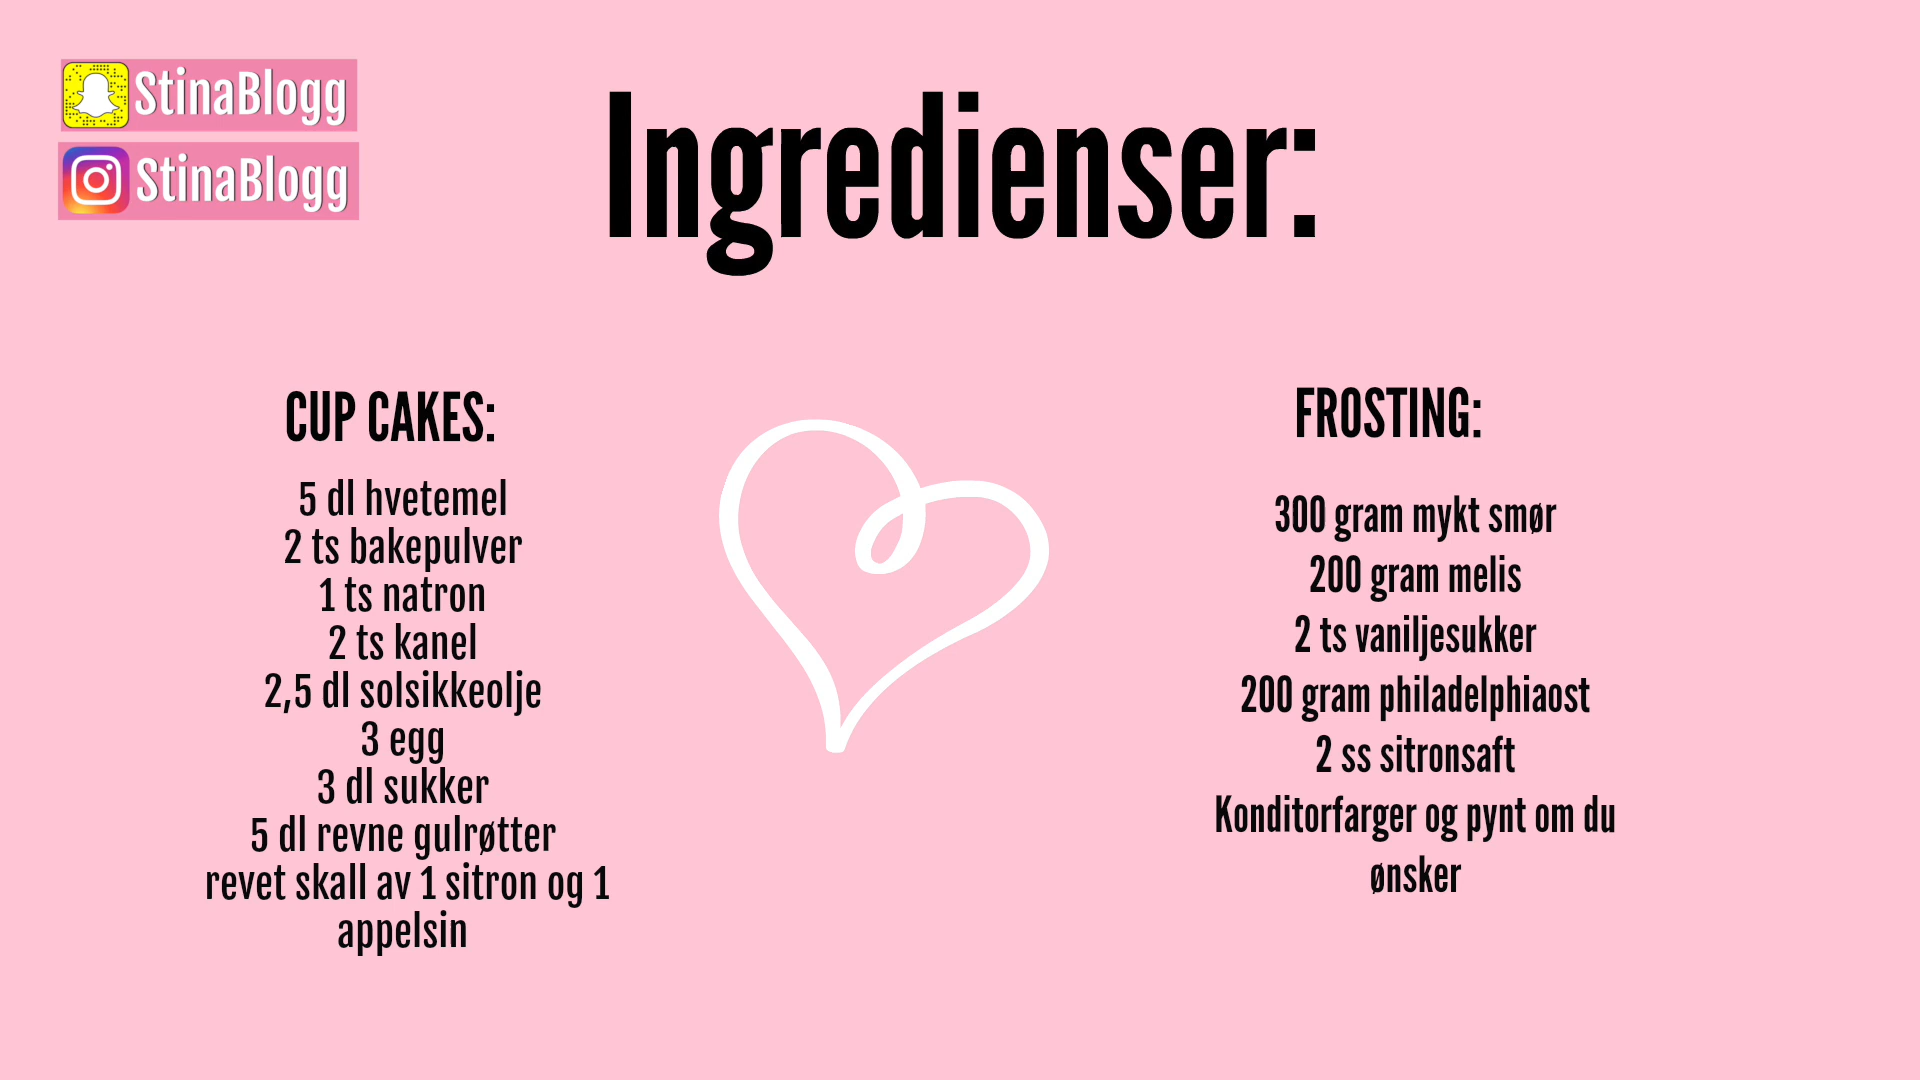 StinaBlogg
StinaBlogg
Ingredienser:
CUP CAKES:
5 dl hvetemel
2 ts bakepulver
1 ts natron
2 ts kanel
2,5 dl solsikkeolje
3 egg
3 dl sukker
5 dl revne gulrøtter
revet skall av 1 sitron og 1
appelsin
FROSTING:
300 gram mykt smør
200 gram melis
2 ts vaniljesukker
200 gram philadelphiaost
2 ss sitronsaft
Konditorfarger og pynt om du
ønsker